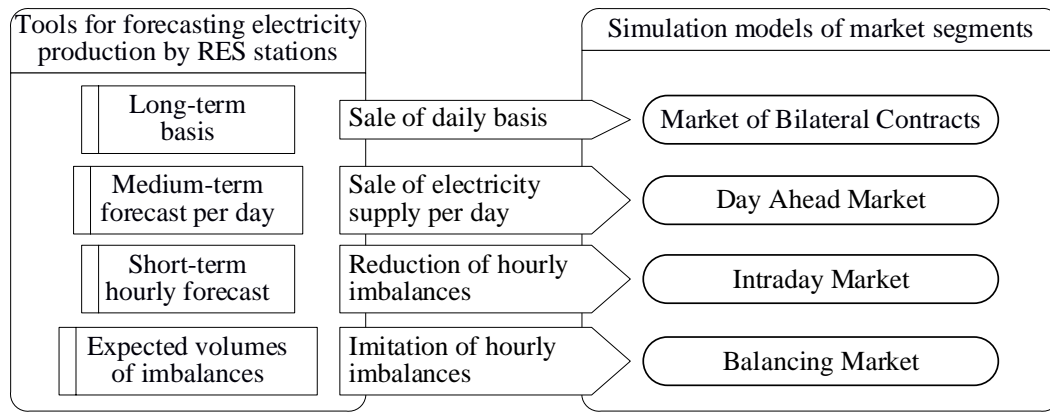 Tools for forecasting electricity
production by RES stations
Simulation models of market segments
Long-term
basis
Sale of daily basis
Market of Bilateral Contracts
Medium-term
forecast per day
Sale of electricity
supply per day
Day Ahead Market
Short-term
hourly forecast
Reduction of hourly
imbalances
Intraday Market
Expected volumes
of imbalances
Imitation of hourly
imbalances
Balancing Market